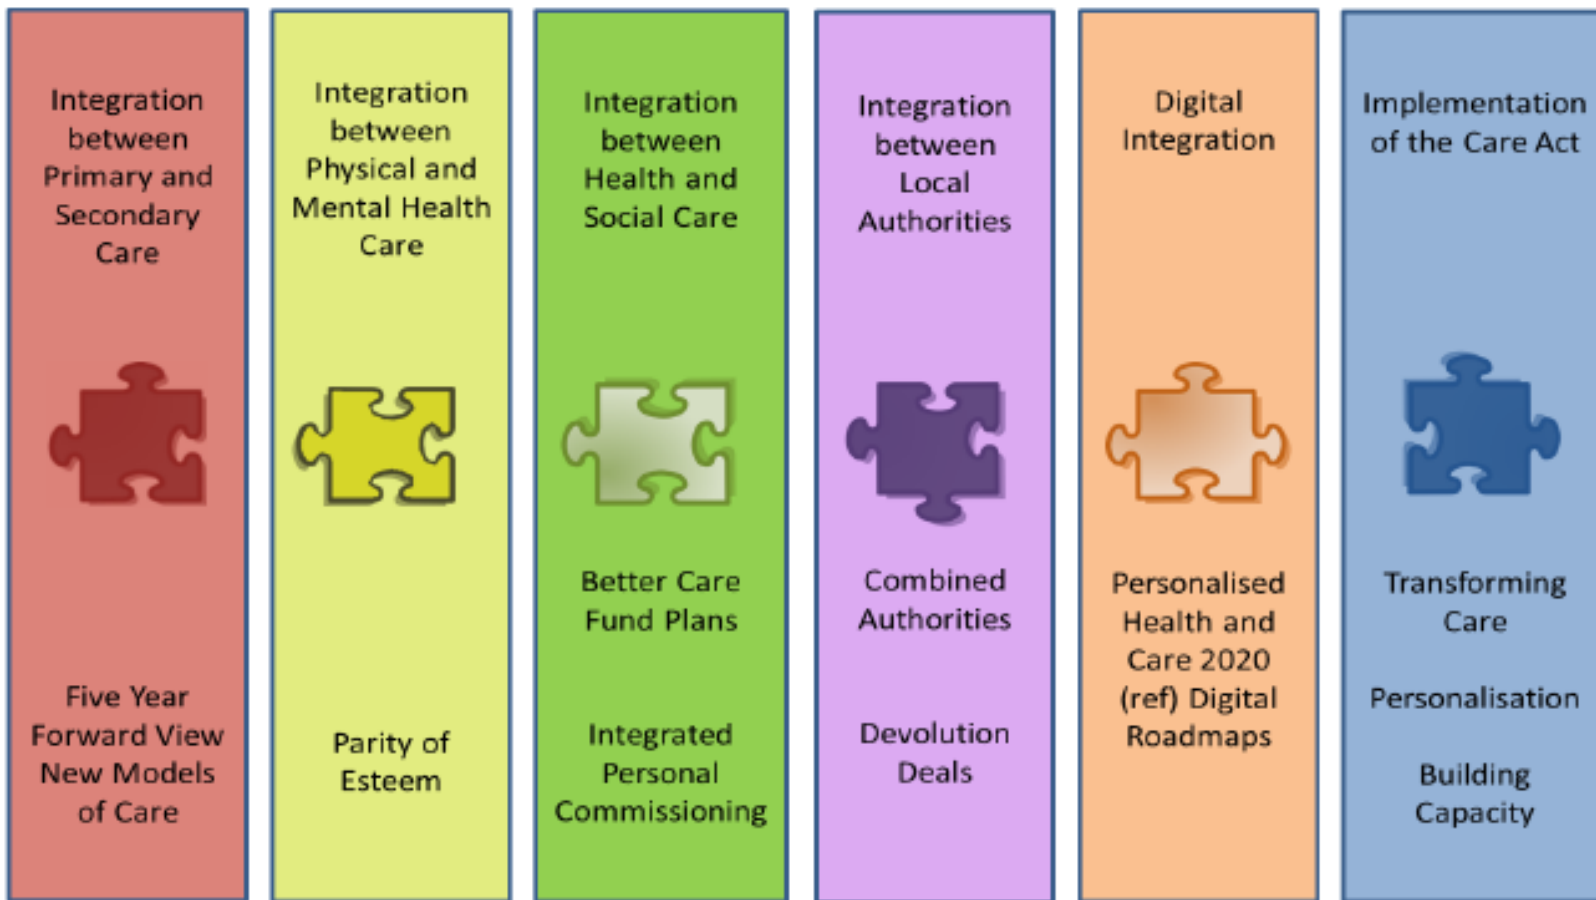 Integration
between
Primary and
Secondary
Care
Five Year
Forward View
New Models
of Care
Integration
between
Physical and
Mental Health
Care
Parity of
Esteem
Integration
between
Health and
Social Care
Better Care
Fund Plans
Integrated
Personal
Commissioning
Integration
between
Local
Authorities
Combined
Authorities
Devolution
Deals
Digital
Integration
Personalised
Health and
Care 2020
(ref) Digital
Roadmaps
Implementation
of the Care Act
Transforming
Care
Personalisation
Building
Capacity